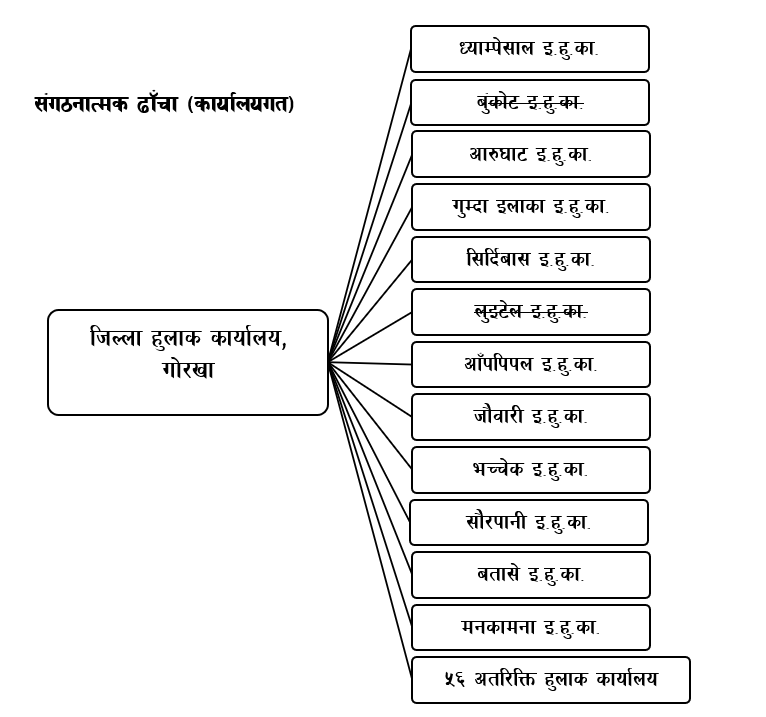 संगठनात्मक ढाँचा (कार्यालयगत)
जिल्ला हुलाक कार्यालय,
गोरखा
ध्याम्पेसाल इ.हु.का.
बुंकोट इ.हु.का.
आरुघाट इ.हु.का.
गुम्दा इलाका इ.हु.का.
सिर्दिबास इ.हु.का.
लुइटेल इ.हु.का.
आँपपिपल इ.हु.का.
जौवारी इ.हु.का.
भच्चेक इ.हु.का.
सौरपानी इ.हु.का.
बतासे इ.हु.का.
मनकामना इ.हु.का.
५६ अतरिक्ति हुलाक कार्यालय